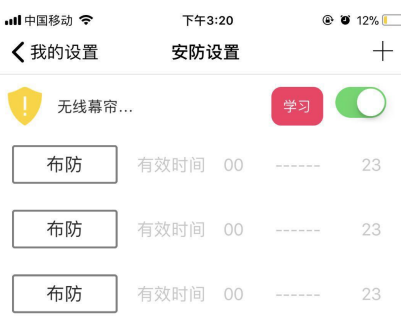 中国移动 下午3:20 12%
我的设置 安防设置
无线幕帘... 学习
布防 有效时间 00 ------ 23
布防 有效时间 00 ------ 23
布防 有效时间 00 ------ 23